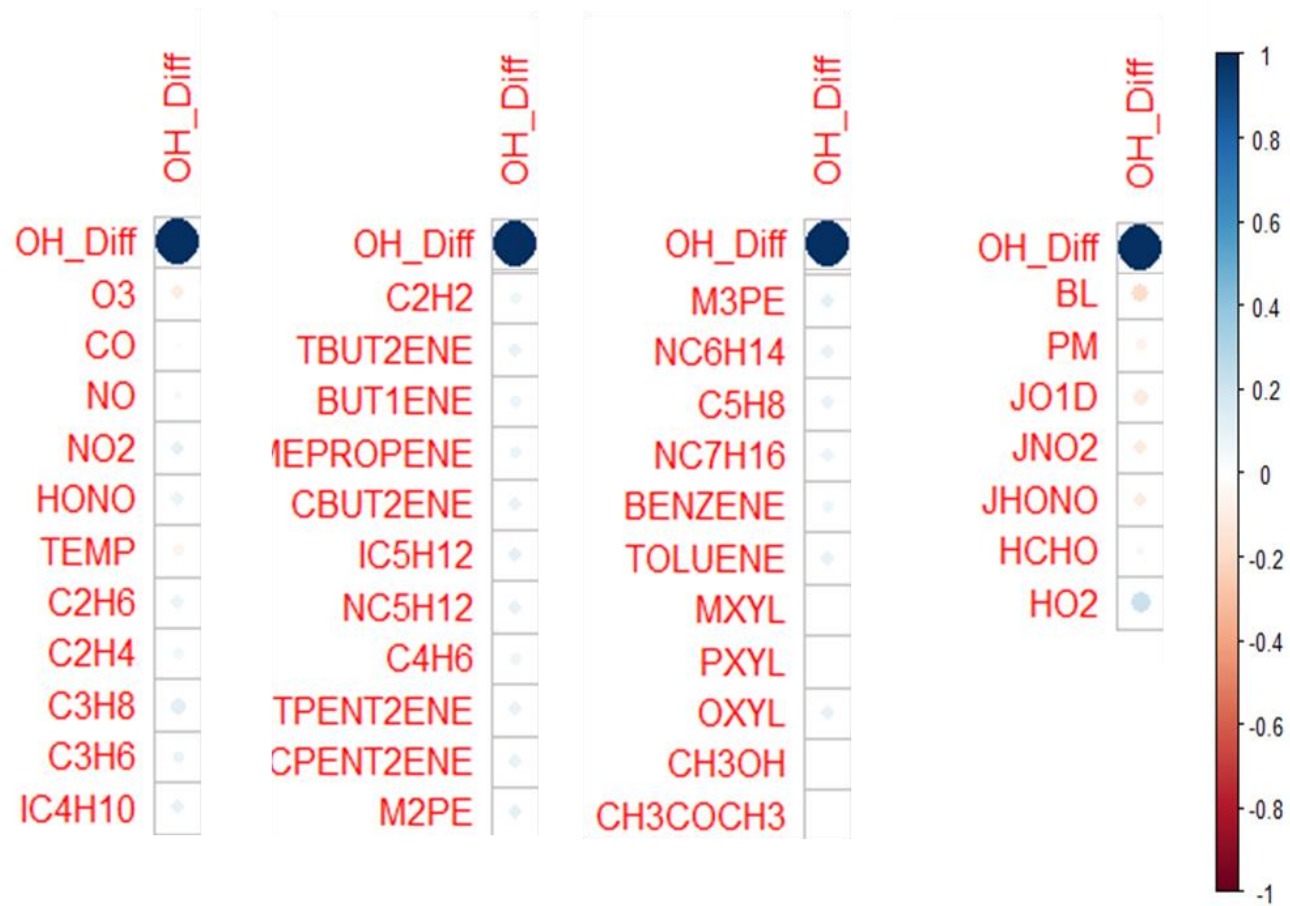 OH_Diff
OH_Diff
O3
CO
NO
NO2
HONO
TEMP
C2H6
C2H4
C3H8
C3H6
IC4H10
OH_Diff
OH_Diff
C2H2
TBUT2ENE
BUT1ENE
MEPROPENE
CBUT2ENE
IC5H12
NC5H12
C4H6
TPENT2ENE
CPENT2ENE
M2PE
OH_Diff
OH_Diff
M3PE
NC6H14
C5H8
NC7H16
BENZENE
TOLUENE
MXYL
PXYL
OXYL
CH3OH
CH3COCH3
OH_Diff
OH_Diff
BL
PM
JO1D
JNO2
JHONO
HCHO
HO2
1
0.8
0.6
0.4
0.2
0
-0.2
-0.4
-0.6
-0.8
-1